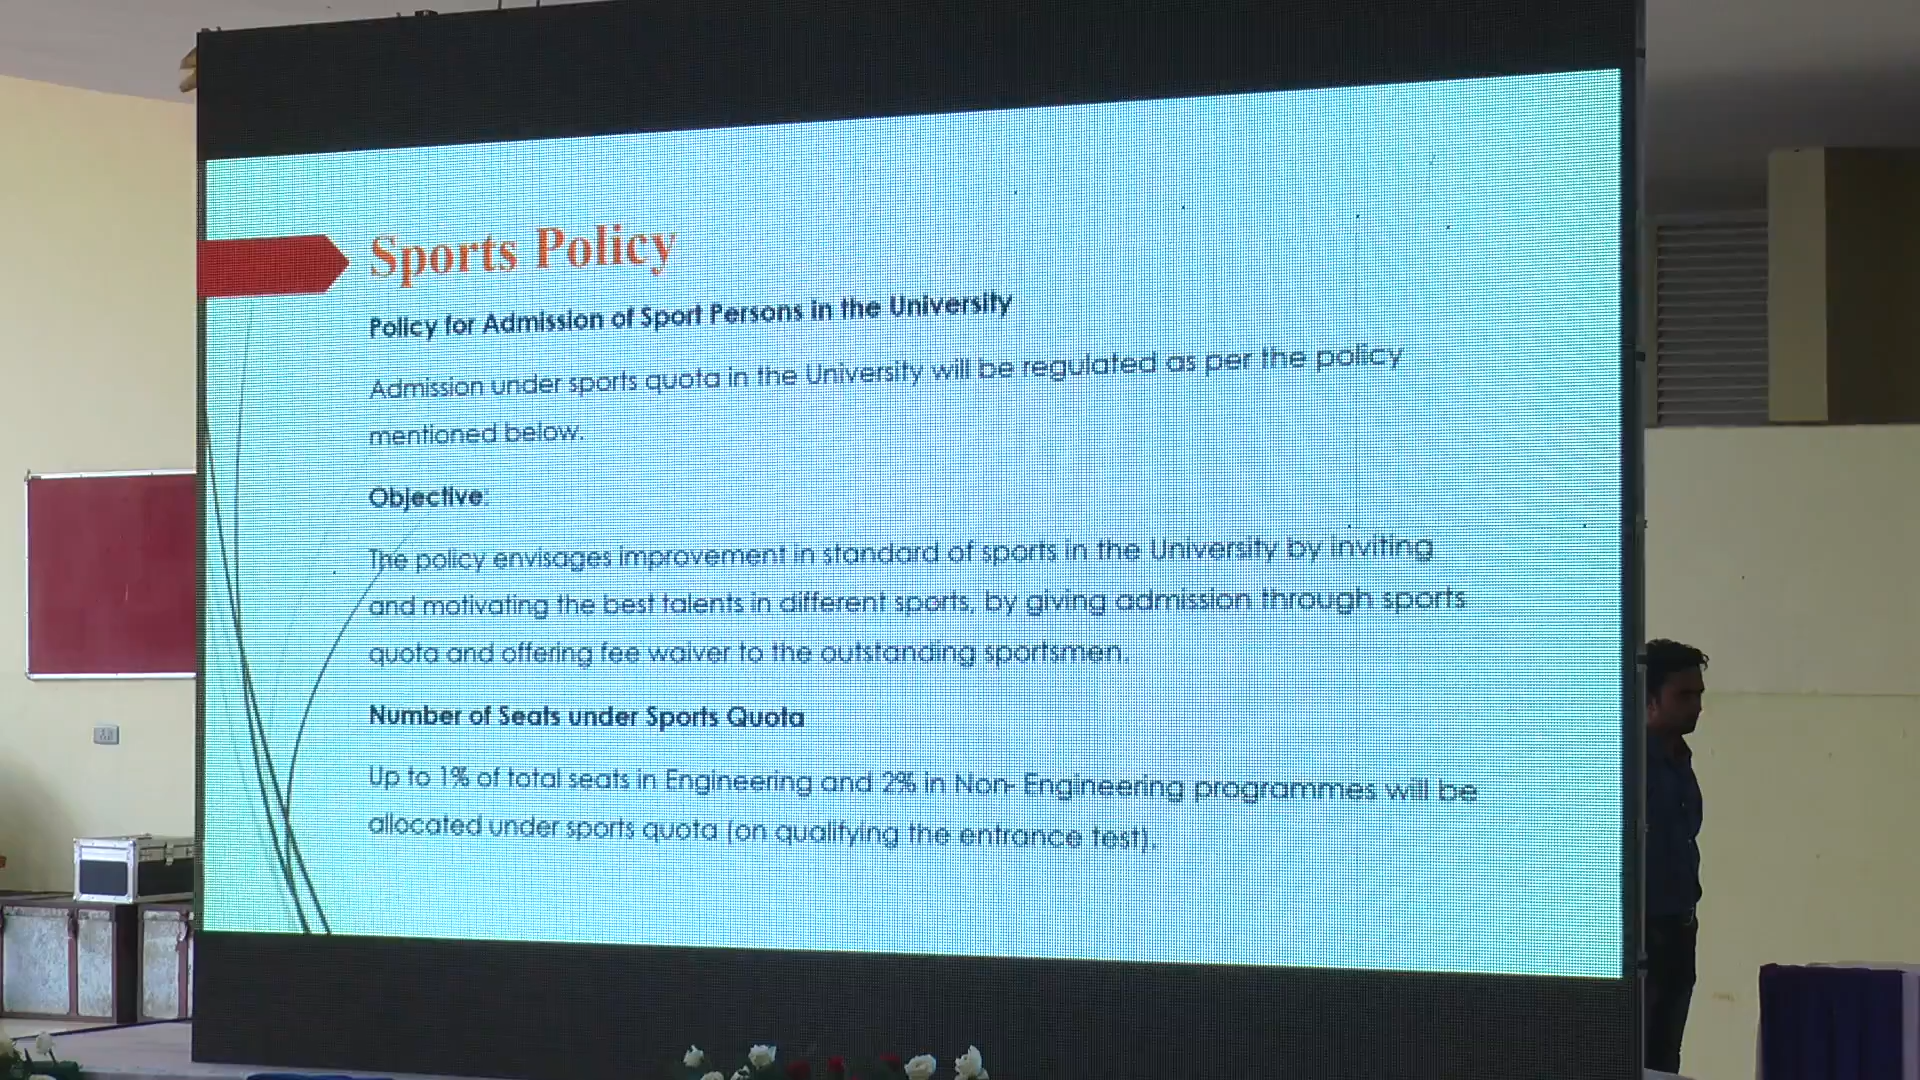 Sports Policy
Policy for Admission of Sport Persons in the University
Admission under sports quota in the University will be regulated as per the policy
mentioned below.
Objective:
The policy envisages improvement in standard of sports in the University by inviting
and motivating the best talents in different sports, by giving admission through sports
quota and offering fee waiver to the outstanding sportsmen.
Number of Seats under Sports Quota
Up to 1% of total seats in Engineering and 2% in Non- Engineering programmes will be
allocated under sports quota (on qualifying the entrance test).